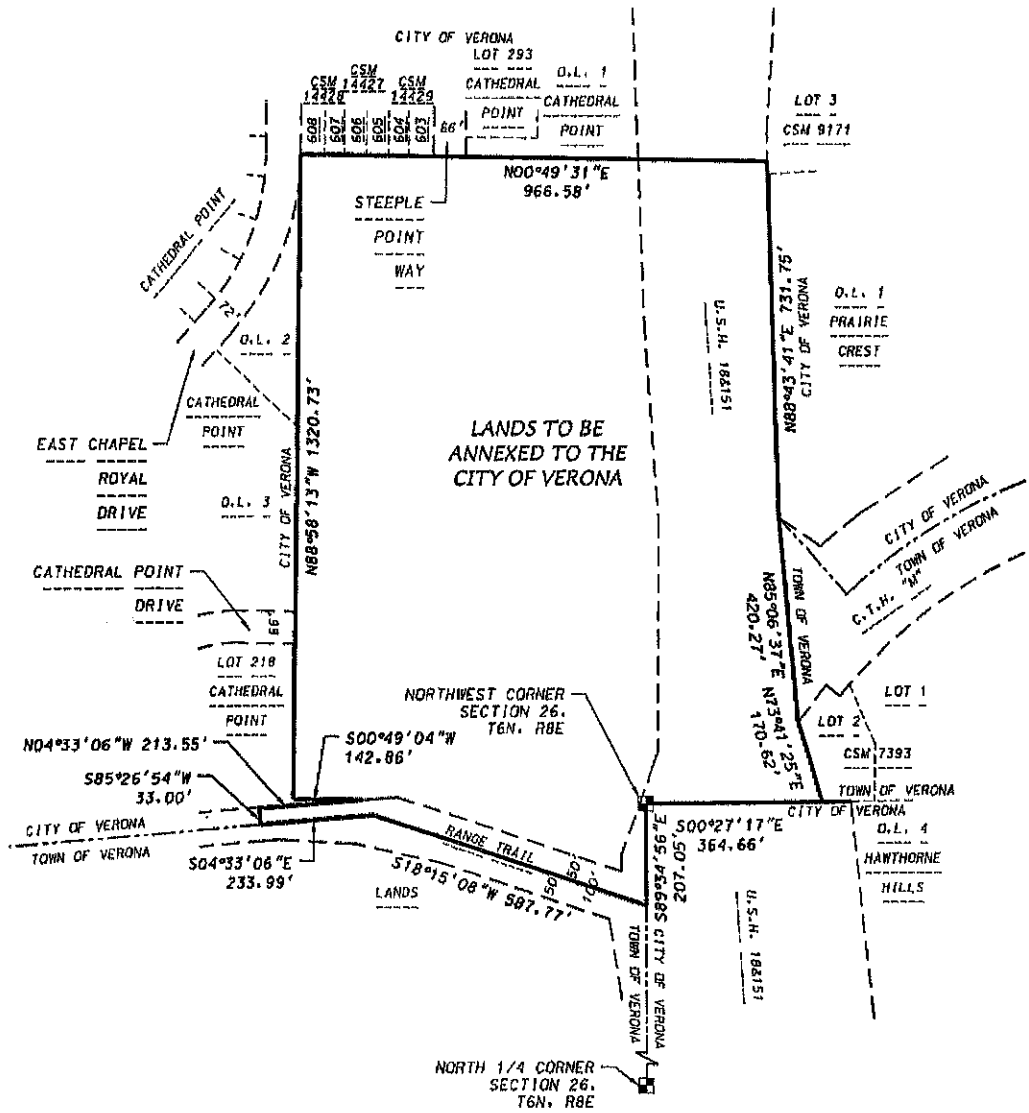 CITY OF VERONA
LOT 293
CATHEDRAL
POINT
O.L. 1
CATHEDRAL
POINT
CSM
14428
CSM
14427
CSM
14429
608
607
606
605
604
603
66'
LOT 3
CSM 9171
N00°49'31"E
966.58'
STEEPLE
POINT
WAY
CATHEDRAL POINT
72'
O.L. 2
CATHEDRAL
POINT
EAST CHAPEL
ROYAL
DRIVE
O.L. 3
CITY OF VERONA
N88°58'13"W 1320.73'
U.S.H. 18&151
N88°43'41"E 731.75'
CITY OF VERONA
O.L. 1
PRAIRIE
CREST
LANDS TO BE
ANNEXED TO THE
CITY OF VERONA
CITY OF VERONA
TOWN OF VERONA
C.T.H. "M"
TOWN OF VERONA
N85°06'37"E
420.27'
CATHEDRAL POINT
DRIVE
66'
LOT 218
CATHEDRAL
POINT
NORTHWEST CORNER
SECTION 26.
T6N, R8E
LOT 1
LOT 2
CSM 7393
N73°41'25"E
170.62'
N04°33'06"W 213.55'
S00°49'04"W
142.86'
S85°26'54"W
33.00'
TOWN OF VERONA
CITY OF VERONA
S00°27'17"E
364.66'
O.L. 4
HAWTHORNE
HILLS
CITY OF VERONA
TOWN OF VERONA
RANGE TRAIL
S04°33'06"E
233.99'
LANDS
S18°15'08"W 587.77'
50'
50'
100'
207.50'
CITY OF VERONA
TOWN OF VERONA
U.S.H. 18&151
NORTH 1/4 CORNER
SECTION 26.
T6N, R8E